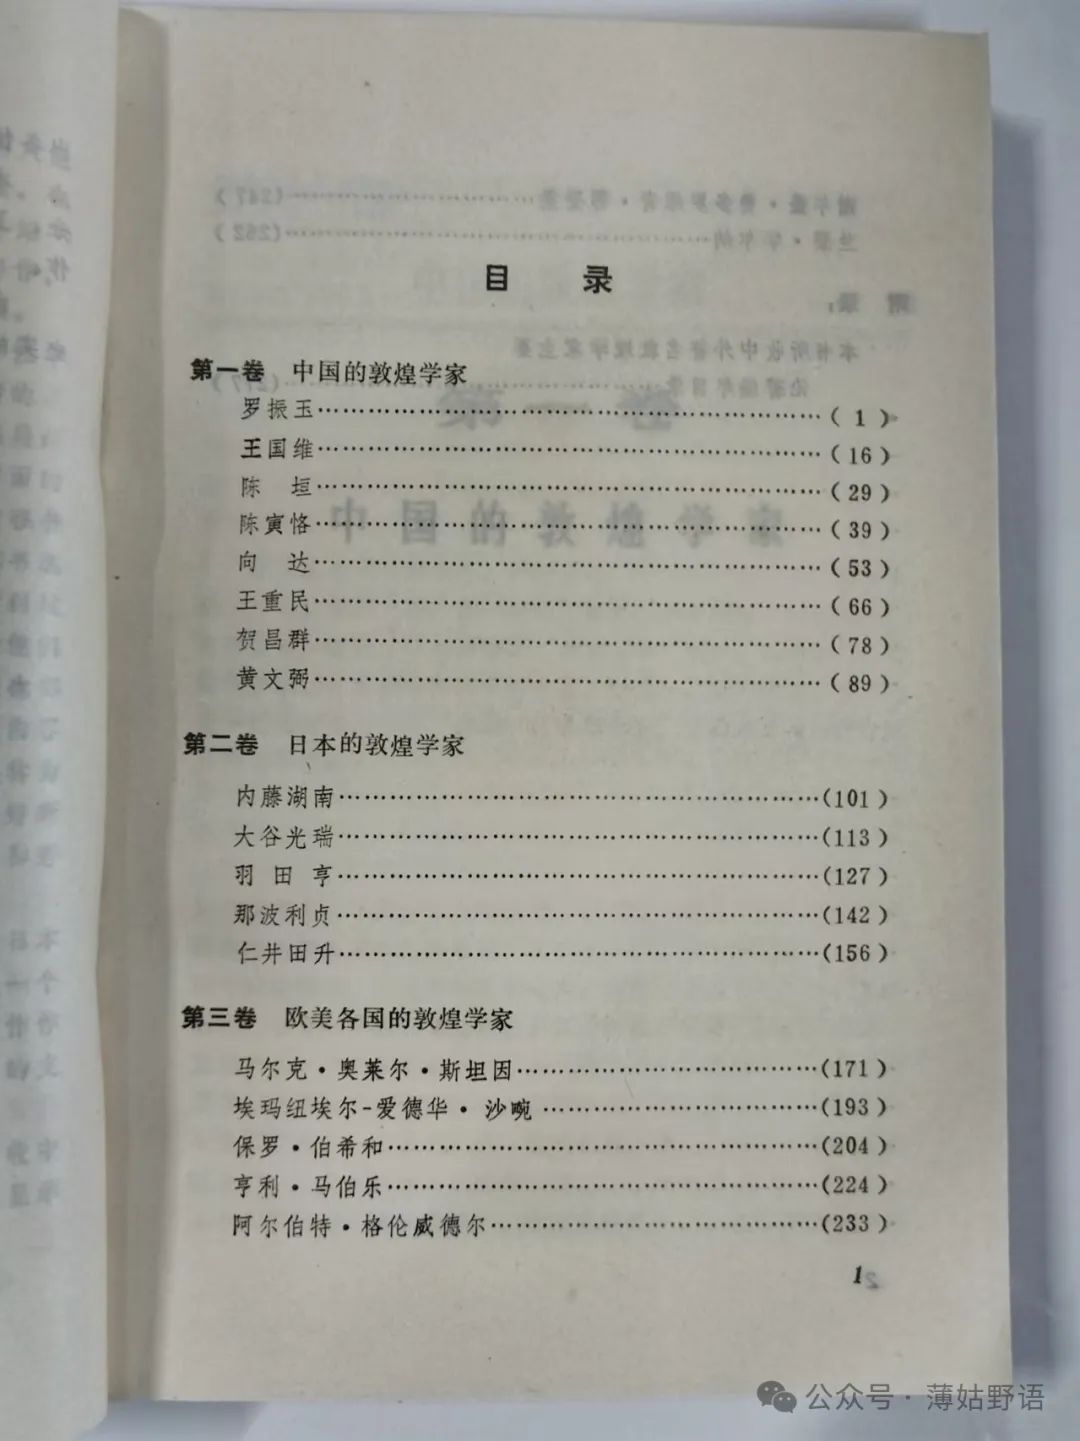 目 录
第一卷 中国的敦煌学家
罗振玉……………………………………………………( 1 )
王国维……………………………………………………( 16 )
陈 垣……………………………………………………( 29 )
陈寅恪……………………………………………………( 39 )
向 达……………………………………………………( 53 )
王重民……………………………………………………( 66 )
贺昌群……………………………………………………( 78 )
黄文弼……………………………………………………( 89 )
第二卷 日本的敦煌学家
内藤湖南…………………………………………………(101 )
大谷光瑞…………………………………………………(113 )
羽 田 亨…………………………………………………(127 )
那波利贞…………………………………………………(142 )
仁井田升…………………………………………………(156 )
第三卷 欧美各国的敦煌学家
马尔克·奥莱尔·斯坦因………………………………(171 )
埃玛纽埃尔-爱德华·沙畹……………………………(193 )
保罗·伯希和……………………………………………(204 )
亨利·马伯乐……………………………………………(224 )
阿尔伯特·格伦威德尔…………………………………(233 )
1
公众号·薄姑野语